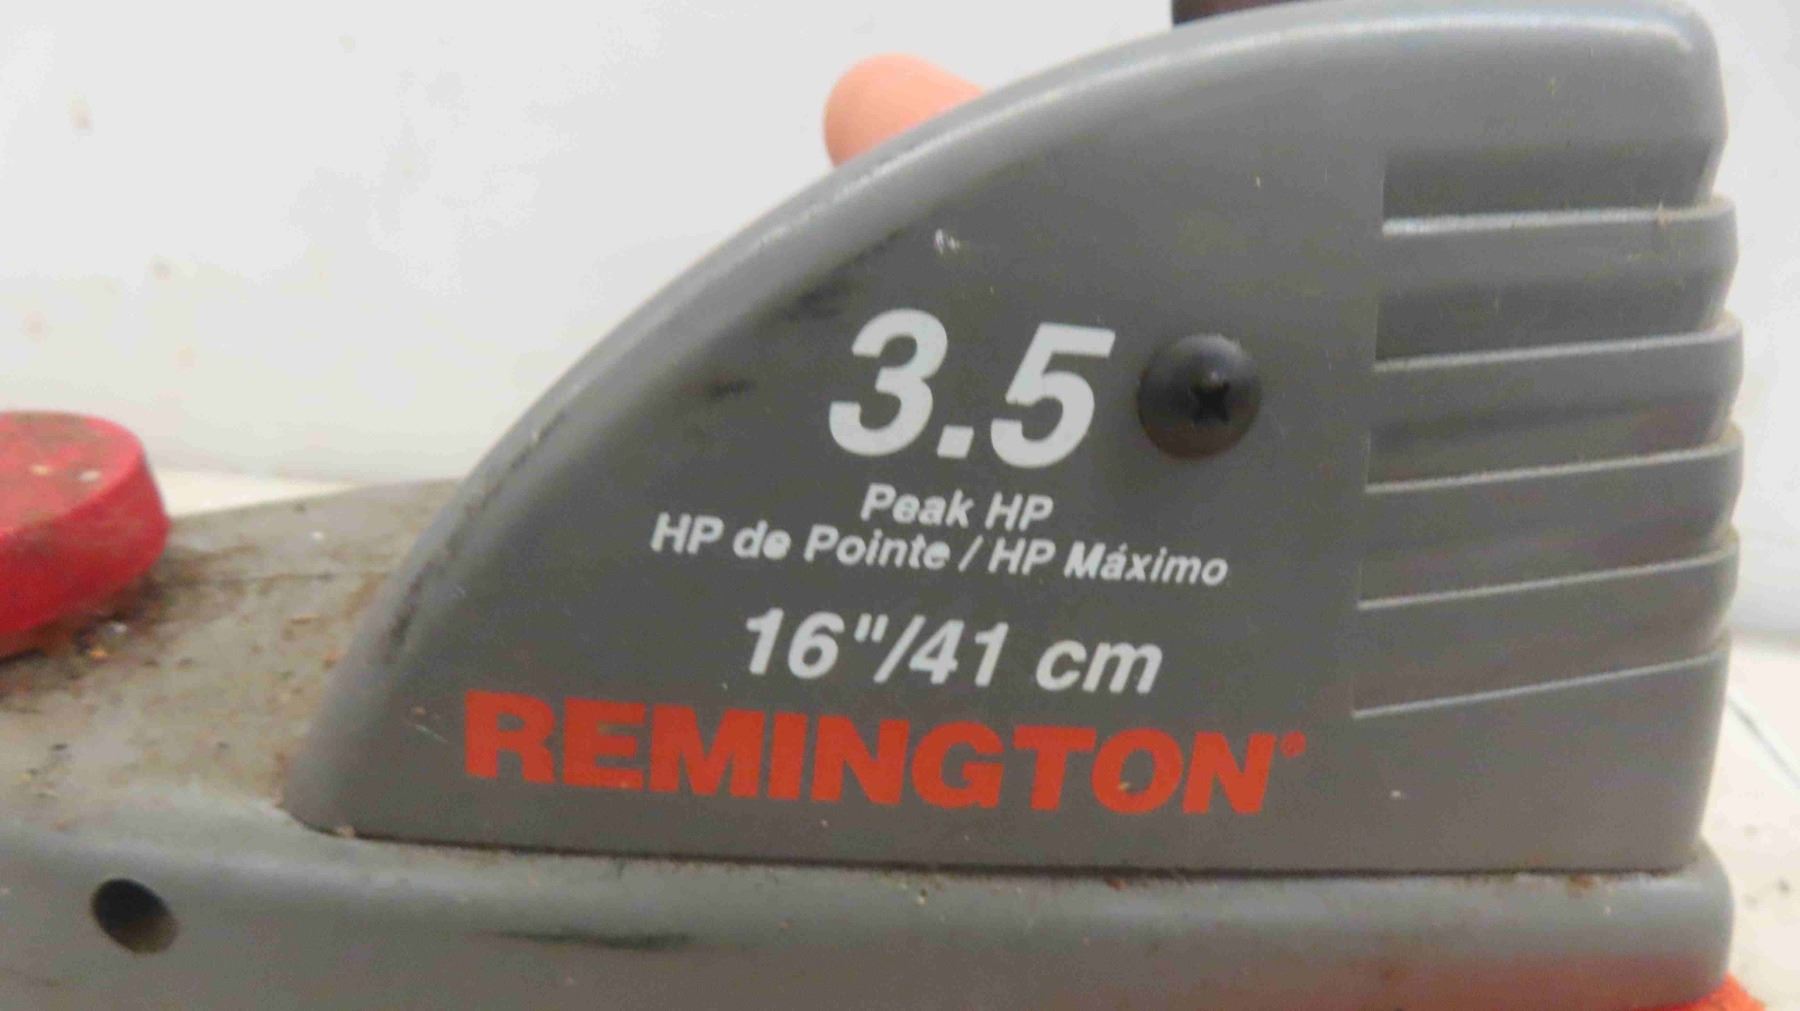 3.5
Peak HP
HP de Pointe / HP Máximo
16"/41 cm
REMINGTON